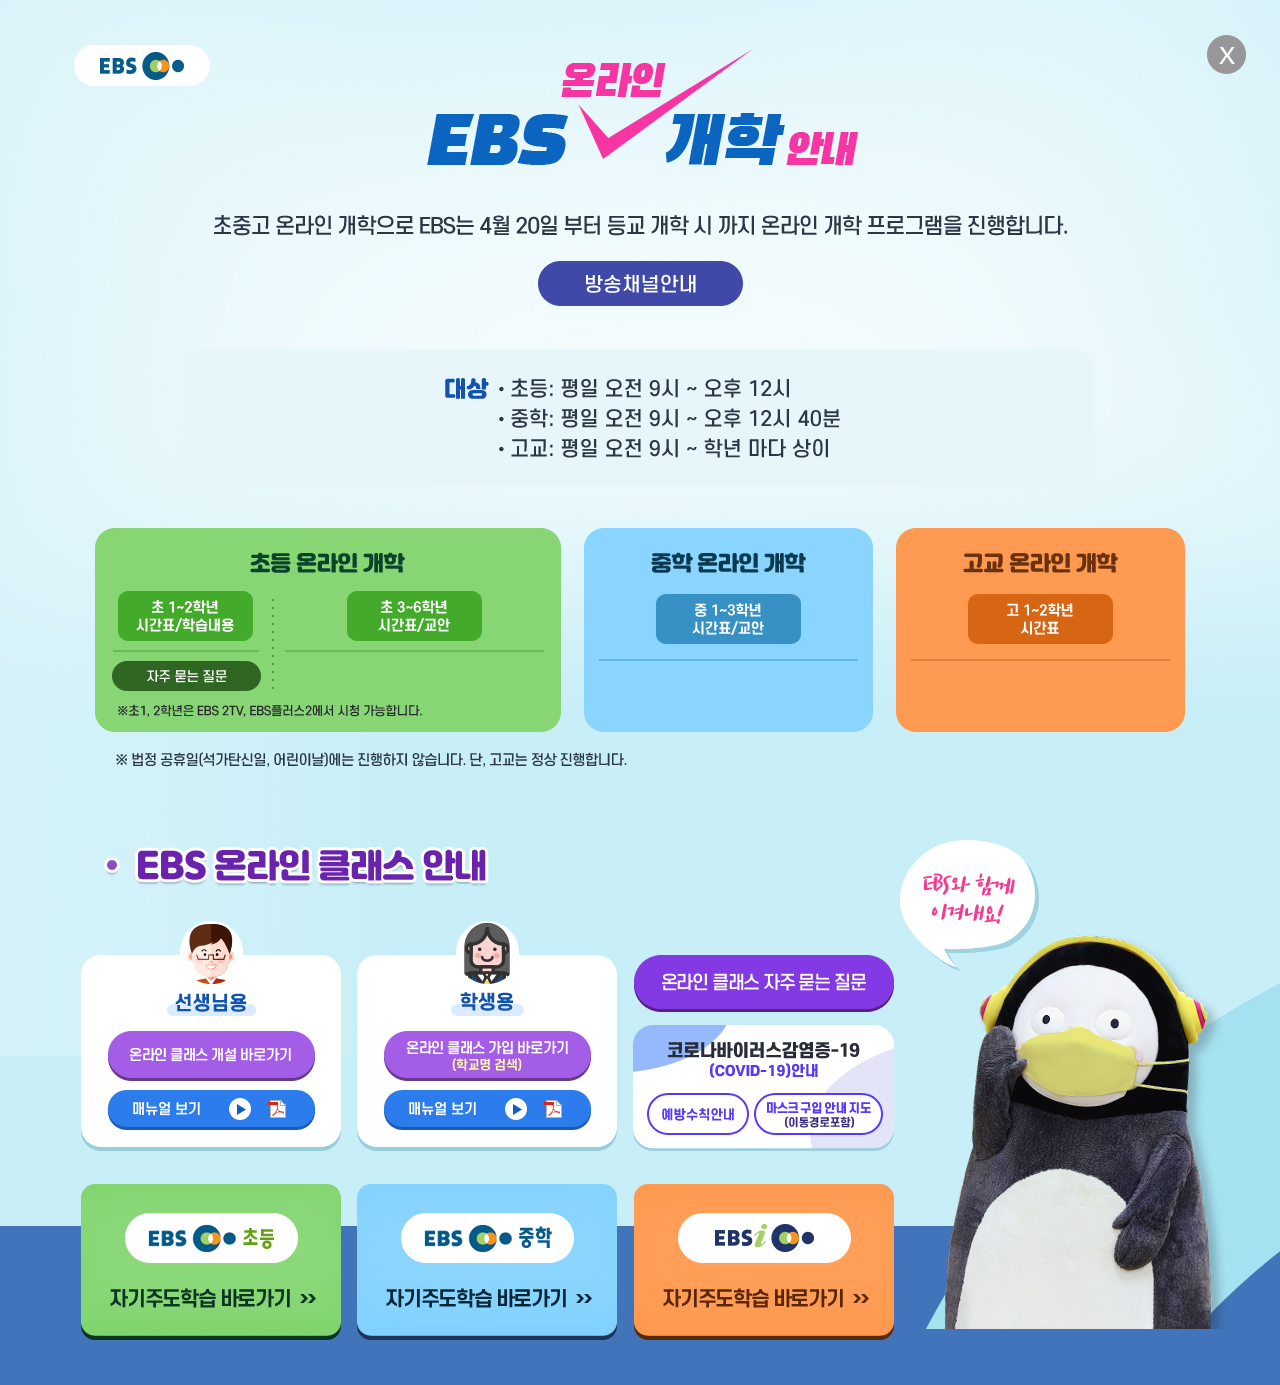 EBS
X
온라인
EBS 개학 안내
초중고 온라인 개학으로 EBS는 4월 20일 부터 등교 개학 시 까지 온라인 개학 프로그램을 진행합니다.
방송채널안내
대상 • 초등: 평일 오전 9시 ~ 오후 12시
• 중학: 평일 오전 9시 ~ 오후 12시 40분
• 고교: 평일 오전 9시 ~ 학년 마다 상이
초등 온라인 개학
초 1~2학년
시간표/학습내용
초 3~6학년
시간표/교안
자주 묻는 질문
※초1, 2학년은 EBS 2TV, EBS플러스2에서 시청 가능합니다.
중학 온라인 개학
중 1~3학년
시간표/교안
고교 온라인 개학
고 1~2학년
시간표
※ 법정 공휴일(석가탄신일, 어린이날)에는 진행하지 않습니다. 단, 고교는 정상 진행합니다.
• EBS 온라인 클래스 안내
EBS와 함께
이겨내요!
선생님용
온라인 클래스 개설 바로가기
매뉴얼 보기
학생용
온라인 클래스 가입 바로가기
(학교명 검색)
매뉴얼 보기
온라인 클래스 자주 묻는 질문
코로나바이러스감염증-19
(COVID-19)안내
예방수칙안내
마스크 구입 안내 지도
(이동경로포함)
EBS 초등
자기주도학습 바로가기 >>
EBS 중학
자기주도학습 바로가기 >>
EBSi
자기주도학습 바로가기 >>